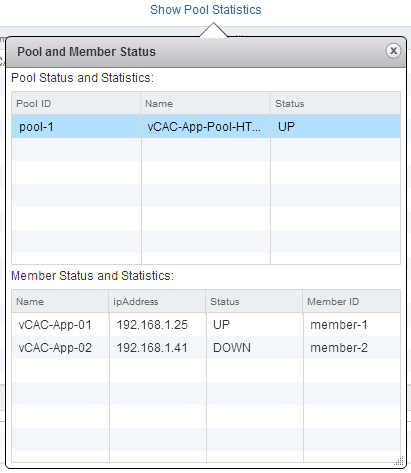 Show Pool Statistics
Pool and Member Status
Pool Status and Statistics:
Pool ID Name Status
pool-1 vCAC-App-Pool-HT... UP
Member Status and Statistics:
Name ipAddress Status Member ID
vCAC-App-01 192.168.1.25 UP member-1
vCAC-App-02 192.168.1.41 DOWN member-2